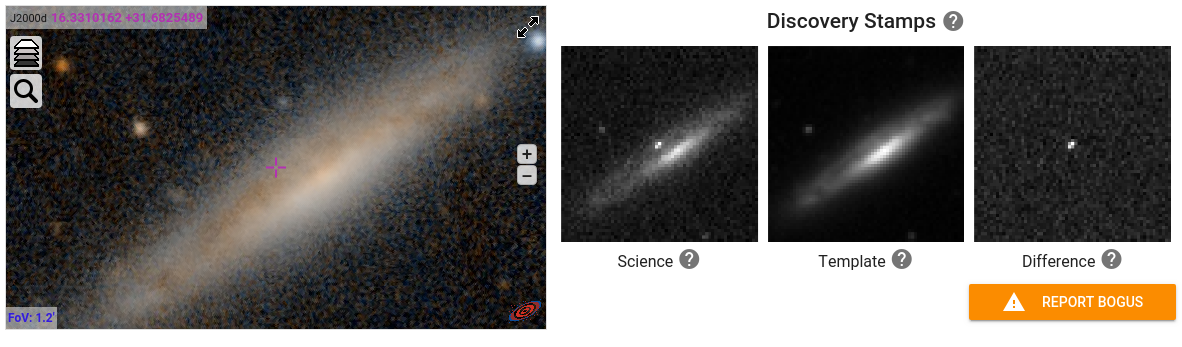 J2000d 16.3310162 +31.6825489
Discovery Stamps ?
+
−
FoV: 1.2'
Science ?
Template ?
Difference ?
REPORT BOGUS